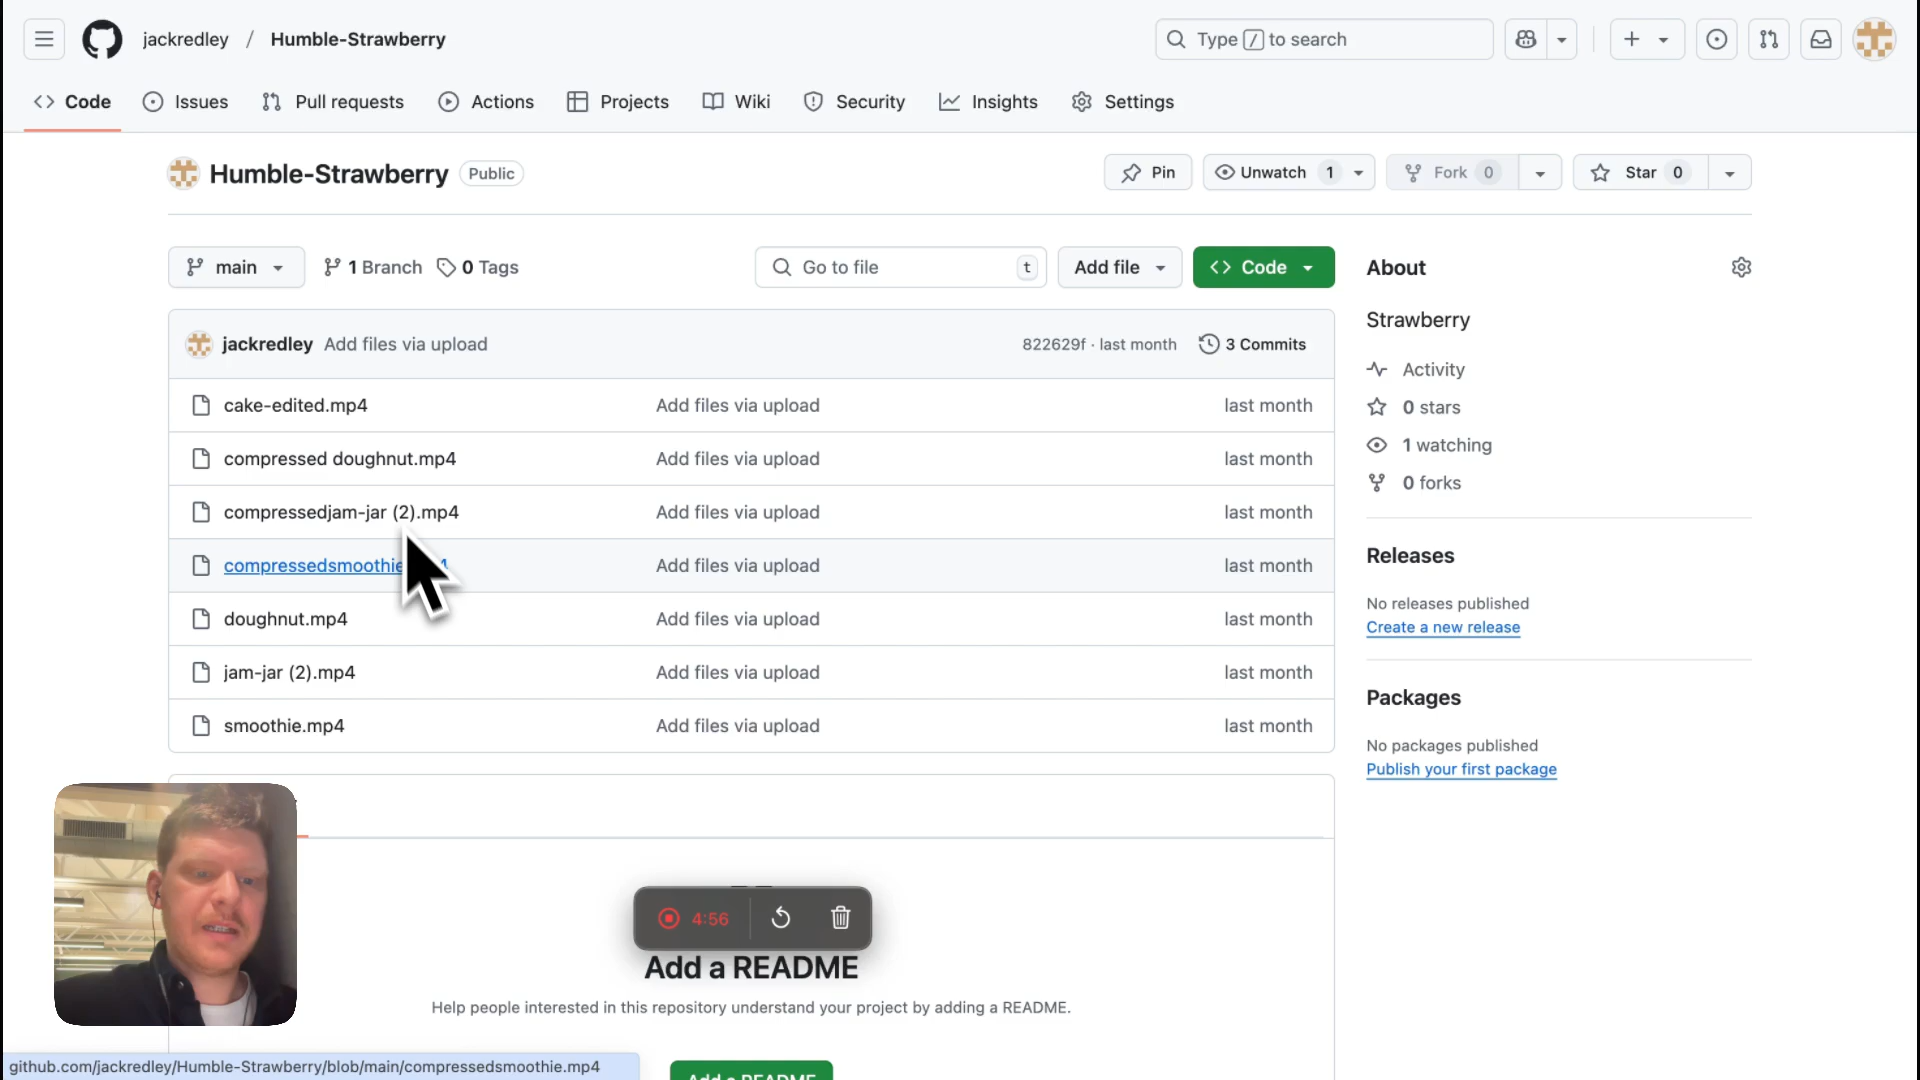 jackredley / Humble-Strawberry
Type / to search
Code
Issues
Pull requests
Actions
Projects
Wiki
Security
Insights
Settings
Humble-Strawberry Public
Pin
Unwatch 1
Fork 0
Star 0
main
1 Branch
0 Tags
Go to file t
Add file
Code
jackredley Add files via upload 822629f · last month 3 Commits
cake-edited.mp4 Add files via upload last month
compressed doughnut.mp4 Add files via upload last month
compressedjam-jar (2).mp4 Add files via upload last month
compressedsmoothie 4 Add files via upload last month
doughnut.mp4 Add files via upload last month
jam-jar (2).mp4 Add files via upload last month
smoothie.mp4 Add files via upload last month
About
Strawberry
Activity
0 stars
1 watching
0 forks
Releases
No releases published
Create a new release
Packages
No packages published
Publish your first package
4:56
Add a README
Help people interested in this repository understand your project by adding a README.
Add a README
github.com/jackredley/Humble-Strawberry/blob/main/compressedsmoothie.mp4